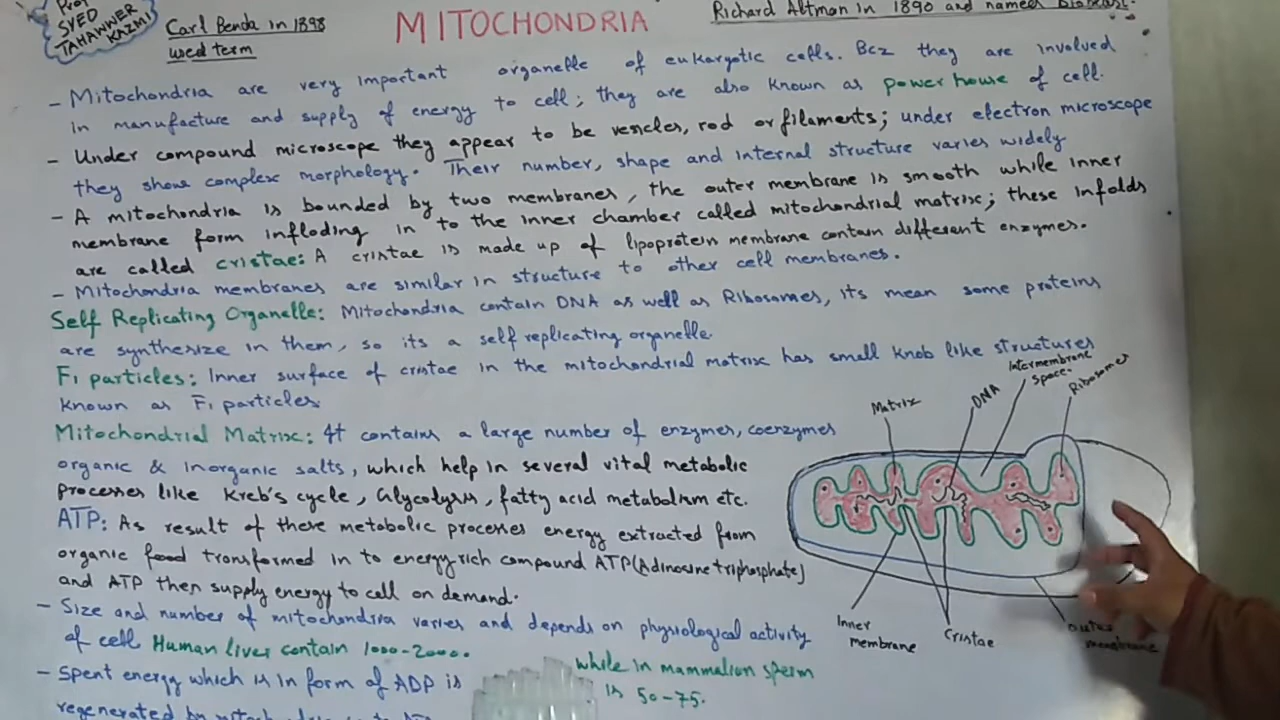 Prof
SYED
TAHAWWER
KAZMI
Carl Benda in 1898
used term
MITOCHONDRIA
Richard Altman in 1890 and named Bioblast.
- Mitochondria are very important organelle of eukaryotic cells. Bcz they are involved
in manufacture and supply of energy to cell; they are also known as power house of cell.
- Under compound microscope they appear to be vesicles, rod or filaments; under electron microscope
they show complex morphology. Their number, shape and internal structure varies widely
- A mitochondria is bounded by two membranes, the outer membrane is smooth while inner
membrane form infloding in to the inner chamber called mitochondrial matrix; these infolds
are called cristae: A cristae is made up of lipoprotein membrane contain different enzymes.
- Mitochondria membranes are similar in structure to other cell membranes.
Self Replicating Organelle: Mitochondria contain DNA as well as Ribosomes, its mean some proteins
are synthesize in them, so its a self replicating organelle
F1 particles: Inner surface of cristae in the mitochondrial matrix has small knob like structures
known as F1 particles
Mitochondrial Matrix: It contains a large number of enzymes, coenzymes
organic & inorganic salts, which help in several vital metabolic
processes like Kreb's cycle, Glycolysis, fatty acid metabolism etc.
ATP: As result of these metabolic processes energy extracted from
organic food transformed in to energy rich compound ATP(Adinosine triphosphate)
and ATP then supply energy to cell on demand.
- Size and number of mitochondria varies and depends on physiological activity
of cell Human liver contain 1000-2000.
while in mammalian sperm
is 50-75.
- Spent energy which is in form of ADP is
regenerated by
Matrix
DNA
Intermembrane
space.
Ribosomes
Inner
membrane
Cristae
outer
membrane